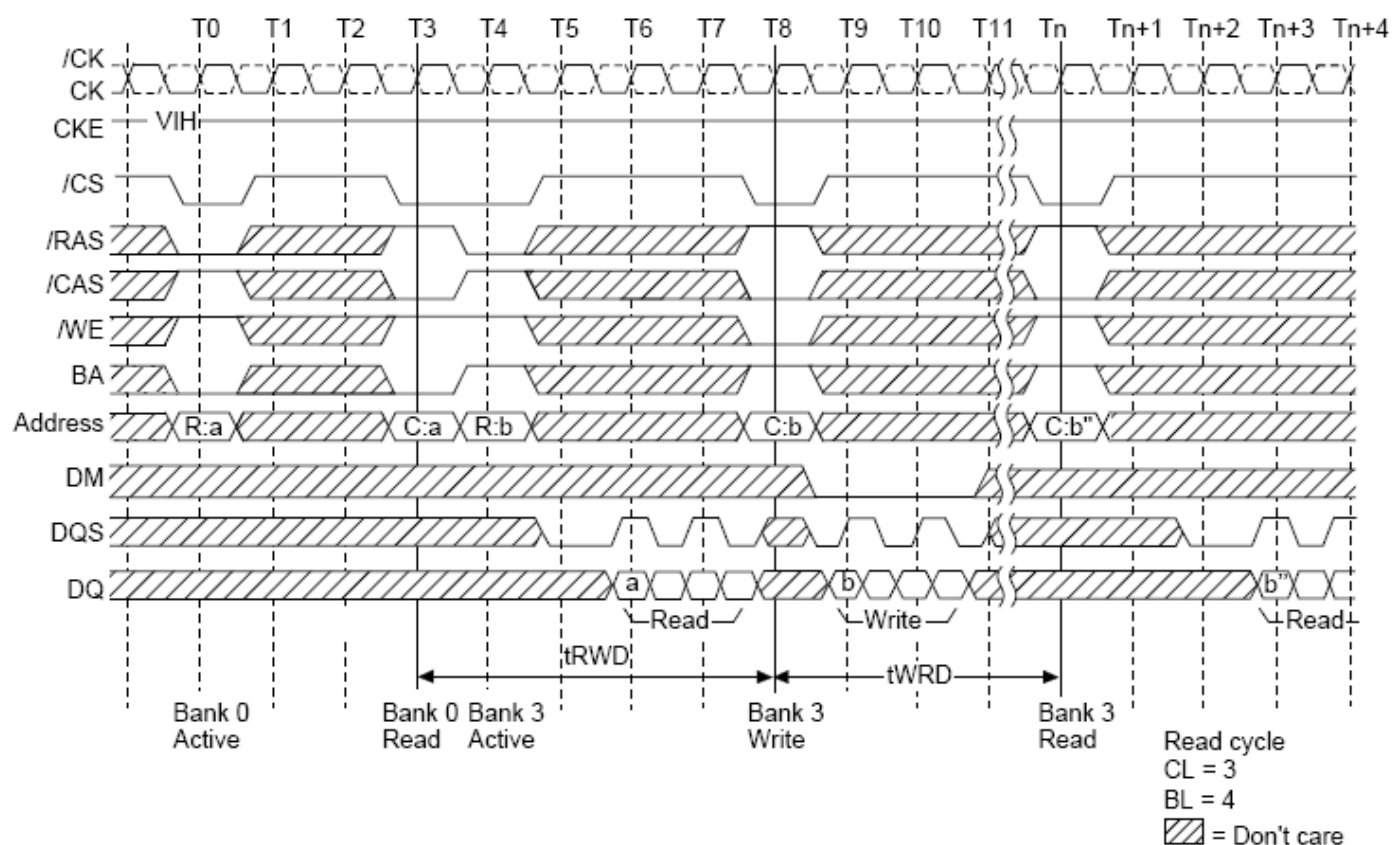 T0 T1 T2 T3 T4 T5 T6 T7 T8 T9 T10 T11 Tn Tn+1 Tn+2 Tn+3 Tn+4
/CK
CK
CKE VIH
/CS
/RAS
/CAS
/WE
BA
Address R:a C:a R:b C:b C:b"
DM
DQS
DQ a b b"
Read Write Read
tRWD tWRD
Bank 0 Bank 0 Bank 3 Bank 3 Bank 3
Active Read Active Write Read
Read cycle
CL = 3
BL = 4
= Don't care